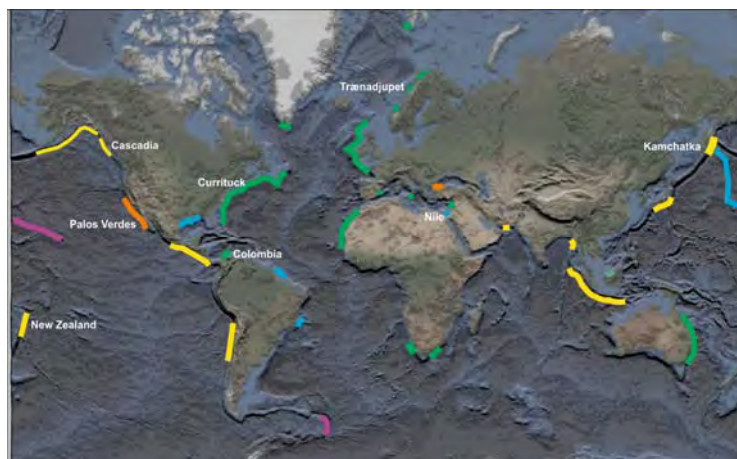 Trænadjupet
Cascadia
Kamchatka
Currituck
Palos Verdes
Nile
Colombia
New Zealand